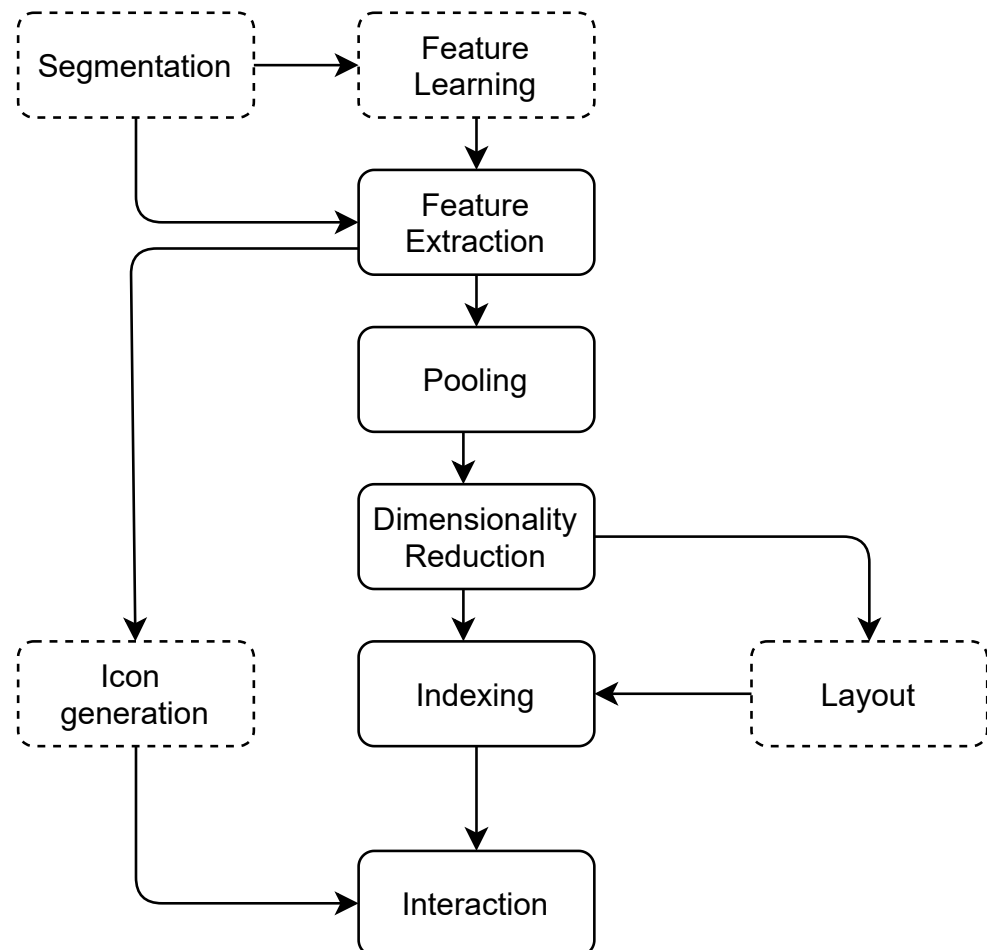 Segmentation
Feature
Learning
Feature
Extraction
Pooling
Dimensionality
Reduction
Icon
generation
Indexing
Layout
Interaction